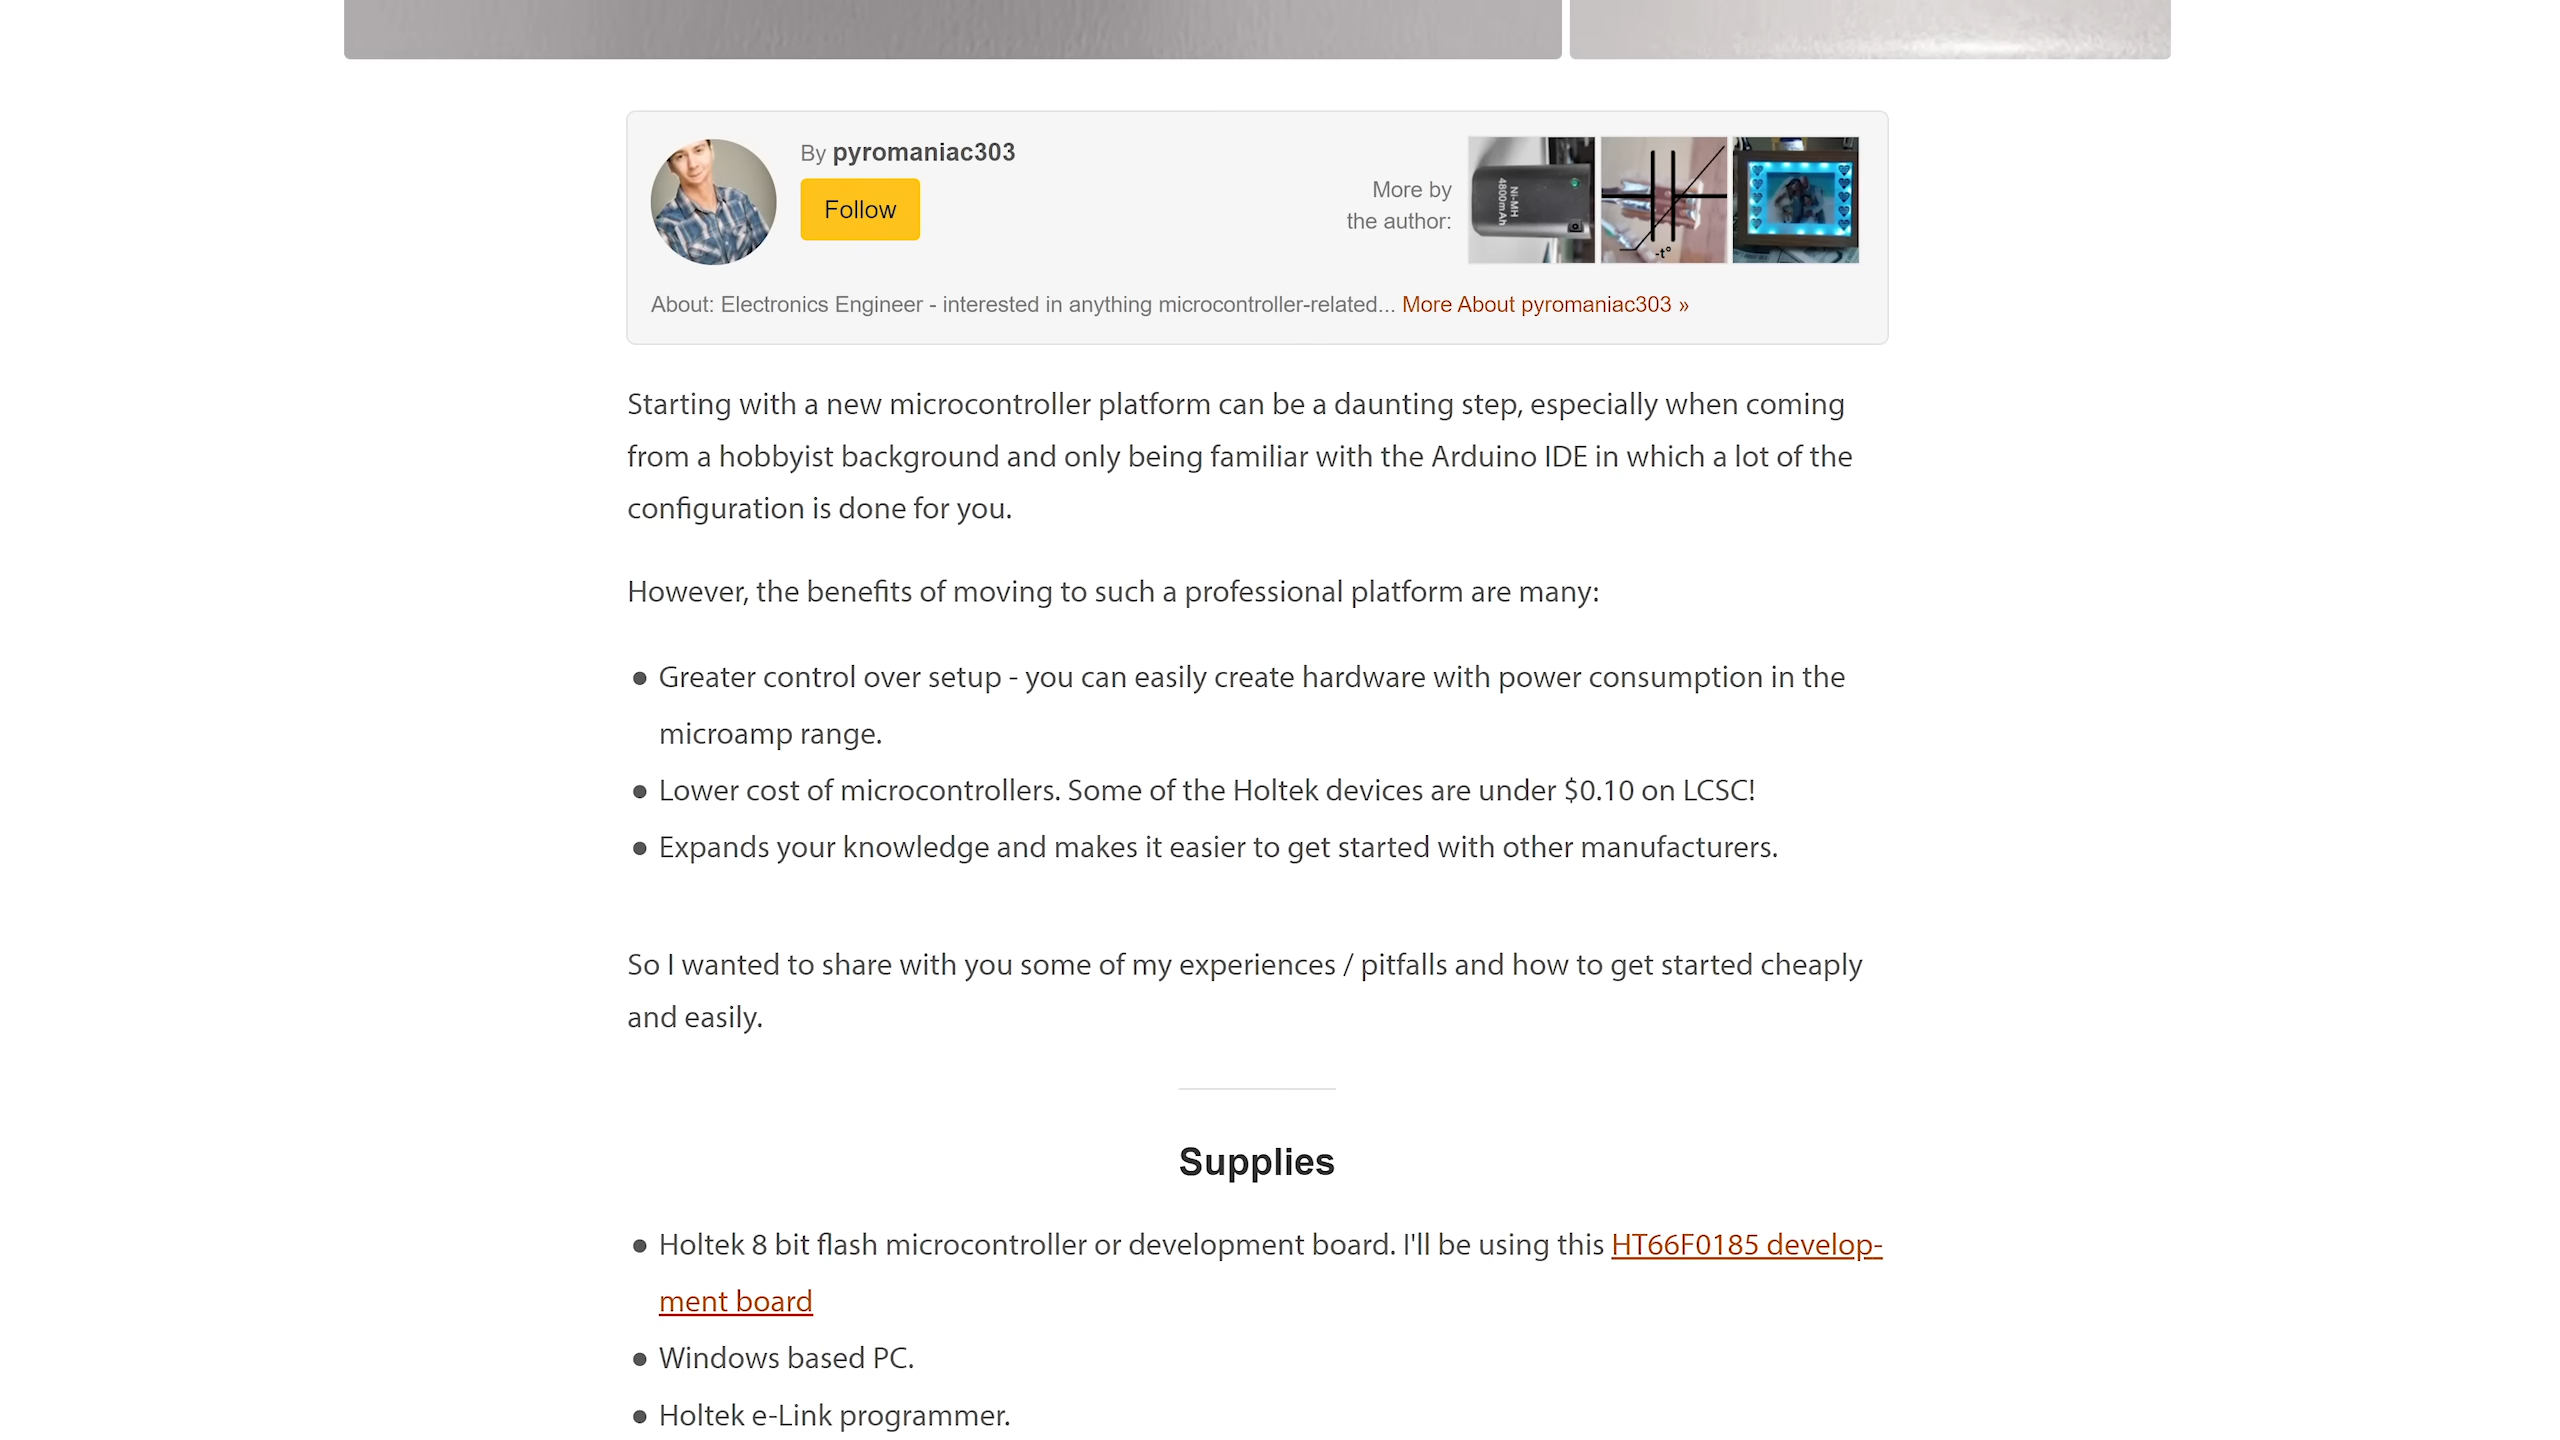 By pyromaniac303
Follow
More by
the author:
Ni-MH
4800mAh
-t°
About: Electronics Engineer - interested in anything microcontroller-related... More About pyromaniac303 »
Starting with a new microcontroller platform can be a daunting step, especially when coming
from a hobbyist background and only being familiar with the Arduino IDE in which a lot of the
configuration is done for you.
However, the benefits of moving to such a professional platform are many:
● Greater control over setup - you can easily create hardware with power consumption in the
microamp range.
● Lower cost of microcontrollers. Some of the Holtek devices are under $0.10 on LCSC!
● Expands your knowledge and makes it easier to get started with other manufacturers.
So I wanted to share with you some of my experiences / pitfalls and how to get started cheaply
and easily.
Supplies
● Holtek 8 bit flash microcontroller or development board. I'll be using this HT66F0185 develop-
ment board
● Windows based PC.
● Holtek e-Link programmer.